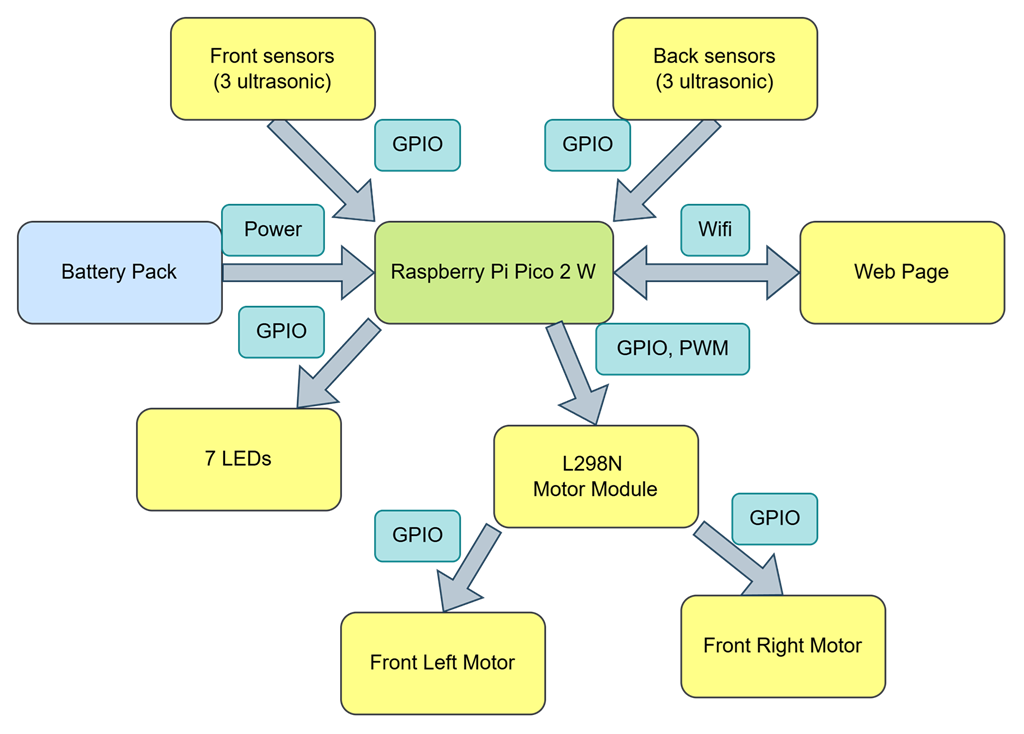 Front sensors
(3 ultrasonic)
Back sensors
(3 ultrasonic)
GPIO
GPIO
Power
Wifi
Battery Pack
Raspberry Pi Pico 2 W
Web Page
GPIO
GPIO, PWM
7 LEDs
L298N
Motor Module
GPIO
GPIO
Front Left Motor
Front Right Motor